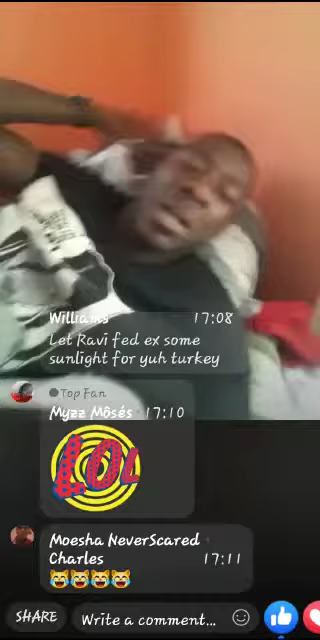 Williams 17:08
Let Ravi fed ex some
sunlight for yuh turkey
Top Fan
Myzz Môsés 17:10
LOL
Moesha NeverScared
Charles 17:11
SHARE Write a comment...